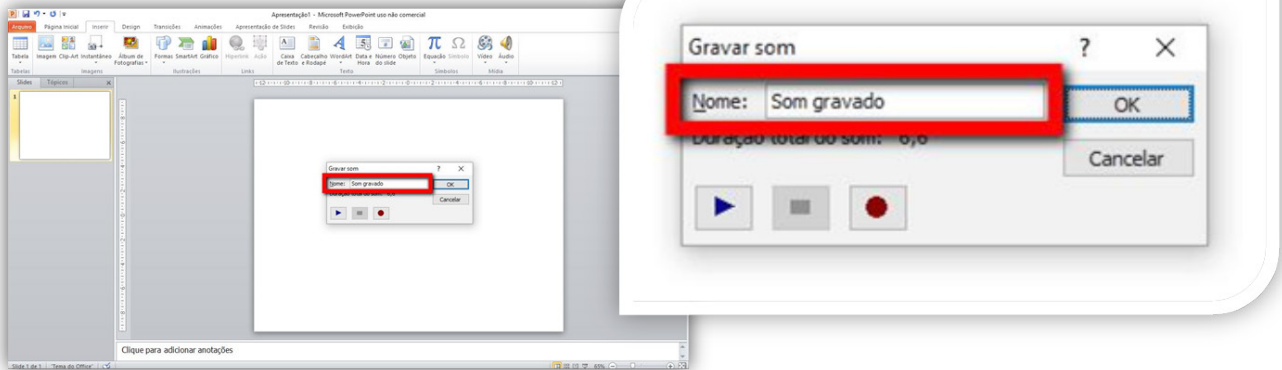 Apresentação1 - Microsoft PowerPoint uso não comercial
Arquivo Página Inicial Inserir Design Transições Animações Apresentação de Slides Revisão Exibição
Tabela Imagem Clip-Art Instantâneo Álbum de Fotografias Formas SmartArt Gráfico Hiperlink Ação Caixa de Texto Cabeçalho e Rodapé WordArt Data e Hora Número do slide Objeto Equação Símbolo Vídeo Áudio
Tabelas Imagens Ilustrações Links Texto Símbolos Mídia
Slides Tópicos
1
Gravar som ?
Nome: Som gravado OK
Cancelar
Clique para adicionar anotações
Slide 1 de 1 "Tema do Office" 65%
Gravar som ?
Nome: Som gravado OK
Duração total do som: 6,6
Cancelar